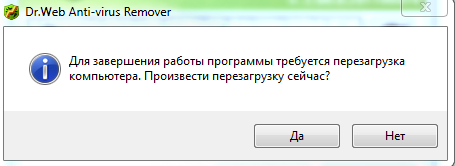 Dr.Web Anti-virus Remover
Для завершения работы программы требуется перезагрузка
компьютера. Произвести перезагрузку сейчас?
Да
Нет